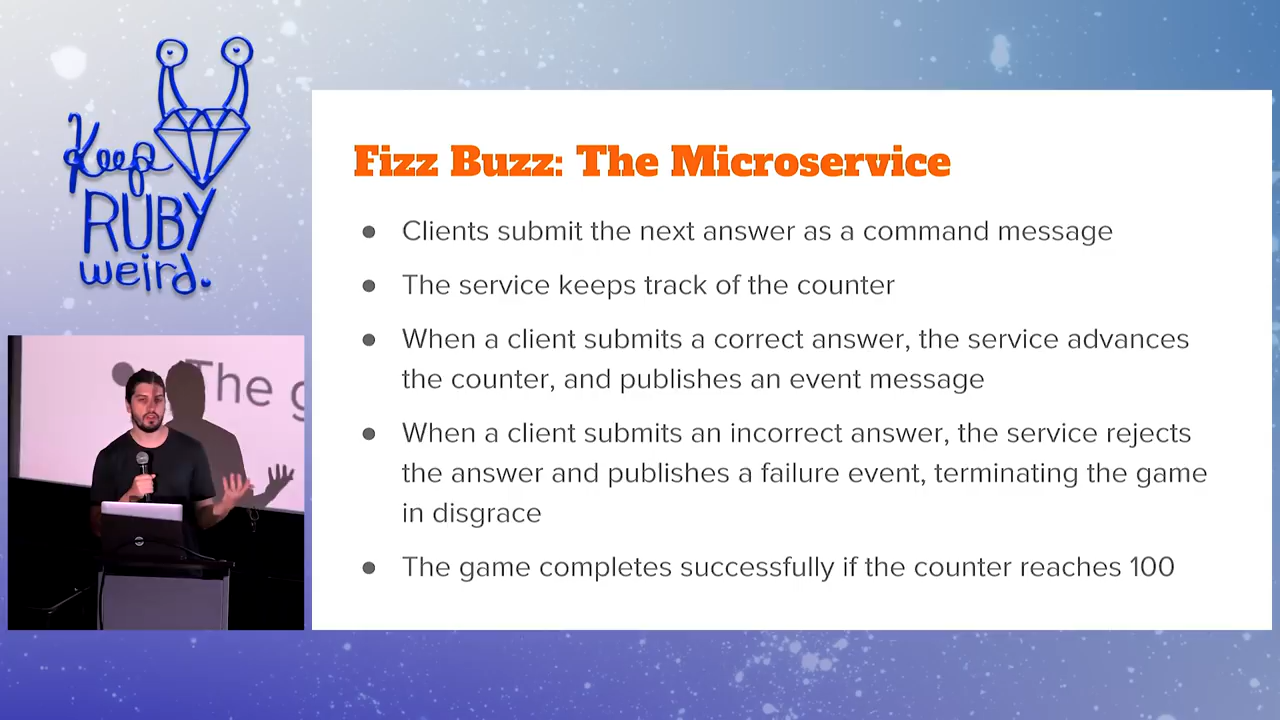 Keep
RUBY
weird.
Fizz Buzz: The Microservice
● Clients submit the next answer as a command message
● The service keeps track of the counter
● When a client submits a correct answer, the service advances
the counter, and publishes an event message
● When a client submits an incorrect answer, the service rejects
the answer and publishes a failure event, terminating the game
in disgrace
● The game completes successfully if the counter reaches 100
● The g